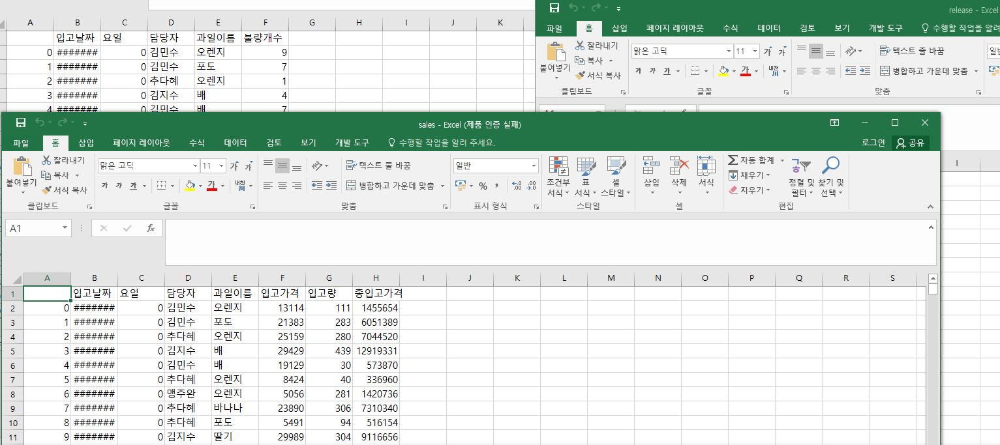 A B C D E F G H I J K
입고날짜 요일 담당자 과일이름 불량개수
0 ####### 0 김민수 오렌지 9
1 ####### 0 김민수 포도 7
2 ####### 0 추다혜 오렌지 1
3 ####### 0 김지수 배 4
4 ####### 0 김민수 배 7
release - Excel
파일 홈 삽입 페이지 레이아웃 수식 데이터 검토 보기 개발 도구 수행할 작업을 알려
붙여넣기 잘라내기 복사 서식 복사
맑은 고딕 11 가 가
가 가 가 가 내천
텍스트 줄 바꿈
병합하고 가운데 맞춤
클립보드 글꼴 맞춤
sales - Excel (제품 인증 실패)
파일 홈 삽입 페이지 레이아웃 수식 데이터 검토 보기 개발 도구 수행할 작업을 알려 주세요. 로그인 공유
붙여넣기 잘라내기 복사 서식 복사
맑은 고딕 11 가 가
가 가 가 가 내천
텍스트 줄 바꿈
병합하고 가운데 맞춤
일반
% ,
조건부 서식 표 서식 셀 스타일
삽입 삭제 서식
자동 합계 채우기 지우기
정렬 및 필터 찾기 및 선택
클립보드 글꼴 맞춤 표시 형식 스타일 셀 편집
A1 fx
I
A B C D E F G H I J K L M N O P Q R S
1 입고날짜 요일 담당자 과일이름 입고가격 입고량 총입고가격
2 0 ####### 0 김민수 오렌지 13114 111 1455654
3 1 ####### 0 김민수 포도 21383 283 6051389
4 2 ####### 0 추다혜 오렌지 25159 280 7044520
5 3 ####### 0 김지수 배 29429 439 12919331
6 4 ####### 0 김민수 배 19129 30 573870
7 5 ####### 0 추다혜 오렌지 8424 40 336960
8 6 ####### 0 맹주완 오렌지 5056 281 1420736
9 7 ####### 0 추다혜 바나나 23890 306 7310340
10 8 ####### 0 추다혜 포도 5491 94 516154
11 9 ####### 0 김지수 딸기 29989 304 9116656